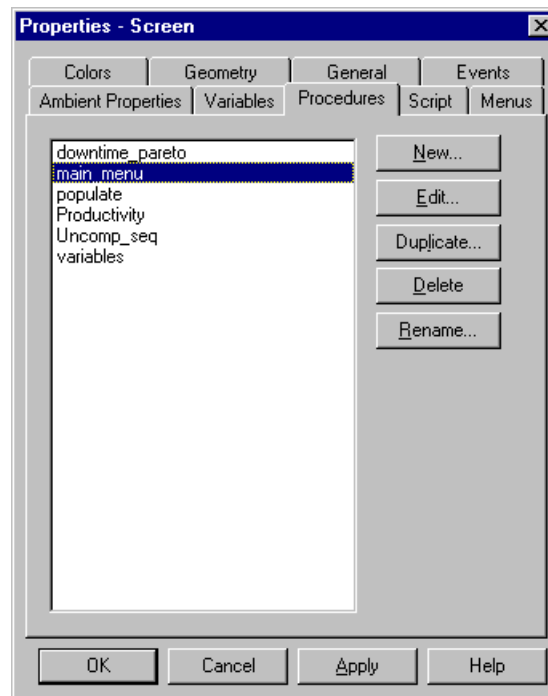 Properties - Screen
Colors Geometry General Events
Ambient Properties Variables Procedures Script Menus
downtime_pareto
main_menu
populate
Productivity
Uncomp_seq
variables
New...
Edit...
Duplicate...
Delete
Rename...
OK Cancel Apply Help